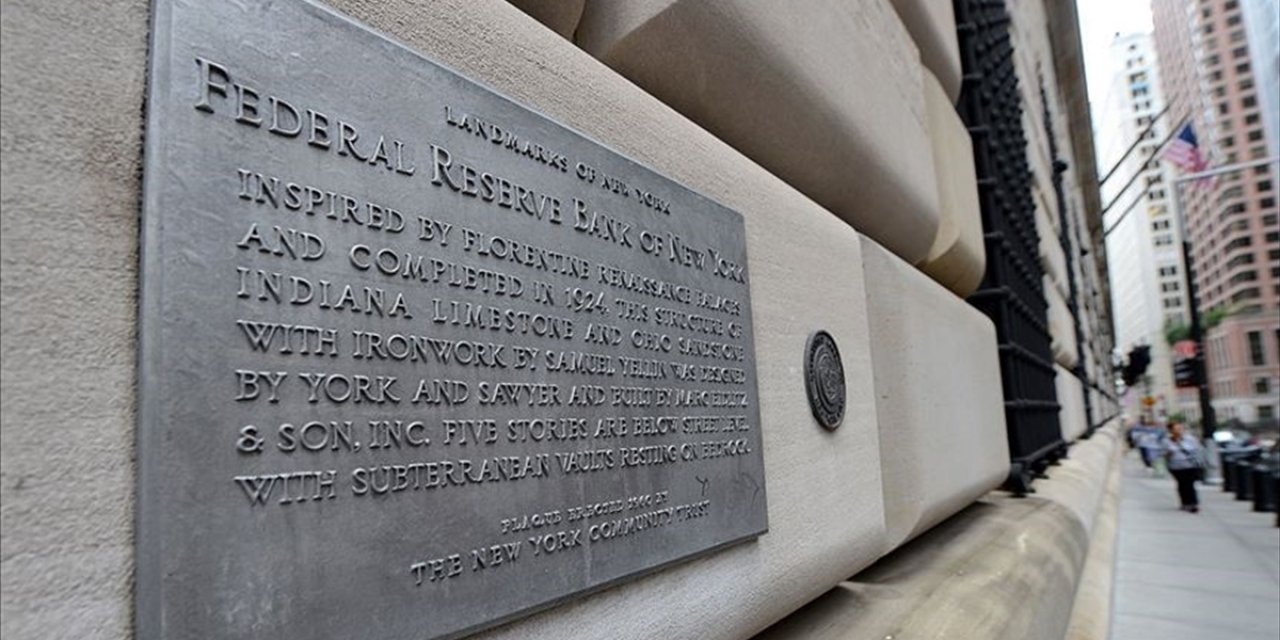 LANDMARKS OF NEW YORK
FEDERAL RESERVE BANK OF NEW YORK
INSPIRED BY FLORENTINE RENAISSANCE PALACES
AND COMPLETED IN 1924, THIS STRUCTURE OF
INDIANA LIMESTONE AND OHIO SANDSTONE
WITH IRONWORK BY SAMUEL YELLIN WAS DESIGNED
BY YORK AND SAWYER AND BUILT BY MARC EIDLITZ
& SON, INC. FIVE STORIES ARE BELOW STREET LEVEL
WITH SUBTERRANEAN VAULTS RESTING ON BEDROCK.
PLAQUE ERECTED BY
THE NEW YORK COMMUNITY TRUST